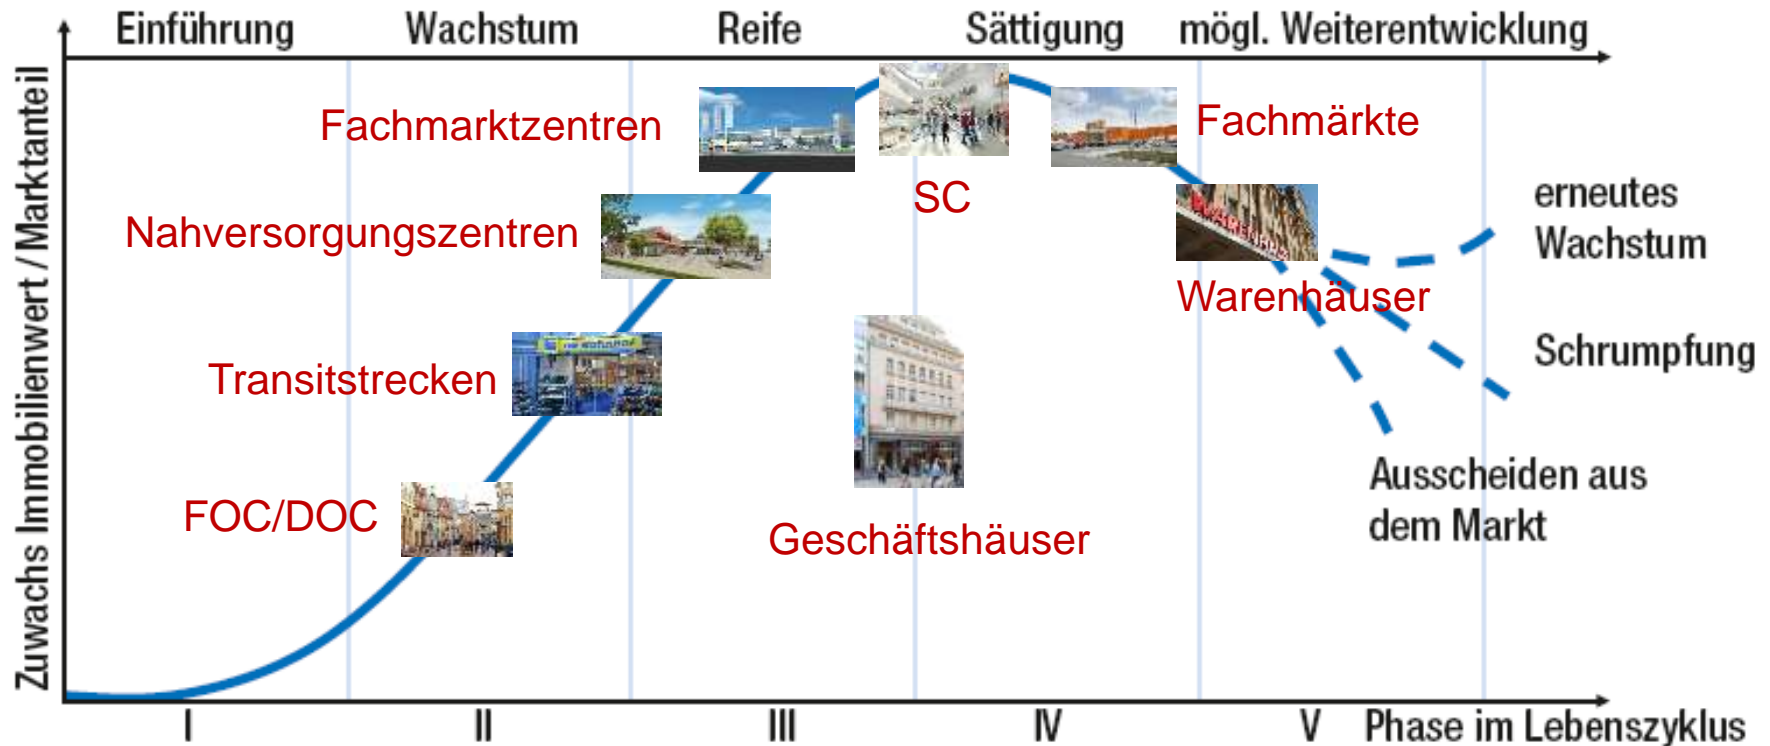 Einführung
Wachstum
Reife
Sättigung
mögl. Weiterentwicklung
Zuwachs Immobilienwert / Marktanteil
Fachmarktzentren
Fachmärkte
SC
Nahversorgungszentren
WARENHAUS
erneutes
Wachstum
Warenhäuser
Transitstrecken
Schrumpfung
FOC/DOC
Geschäftshäuser
Ausscheiden aus
dem Markt
I
II
III
IV
V
Phase im Lebenszyklus